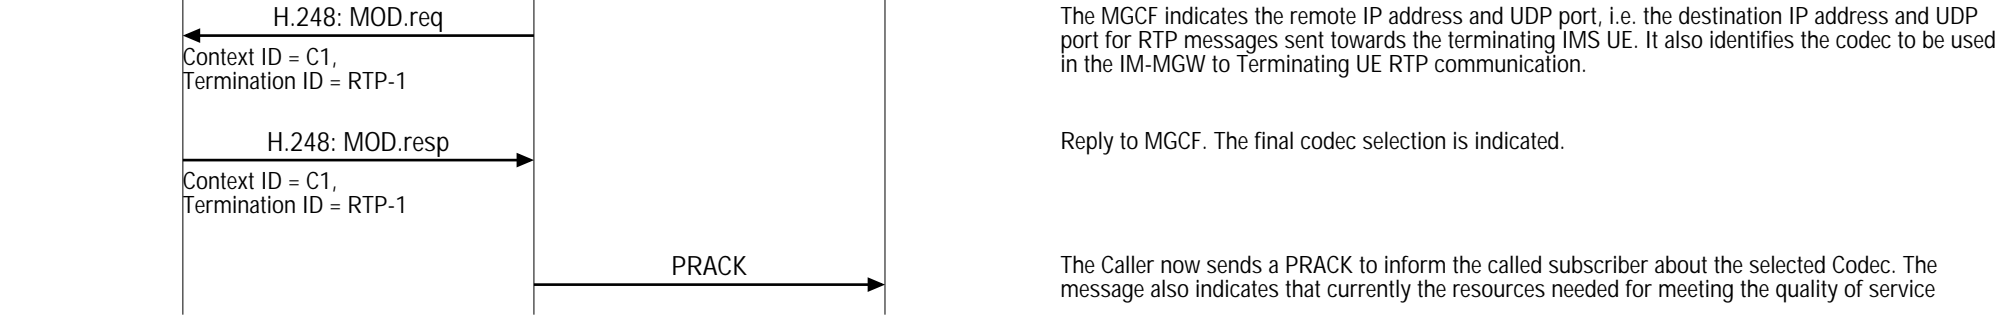 H.248: MOD.req
Context ID = C1,
Termination ID = RTP-1
The MGCF indicates the remote IP address and UDP port, i.e. the destination IP address and UDP
port for RTP messages sent towards the terminating IMS UE. It also identifies the codec to be used
in the IM-MGW to Terminating UE RTP communication.
H.248: MOD.resp
Context ID = C1,
Termination ID = RTP-1
Reply to MGCF. The final codec selection is indicated.
PRACK
The Caller now sends a PRACK to inform the called subscriber about the selected Codec. The
message also indicates that currently the resources needed for meeting the quality of service